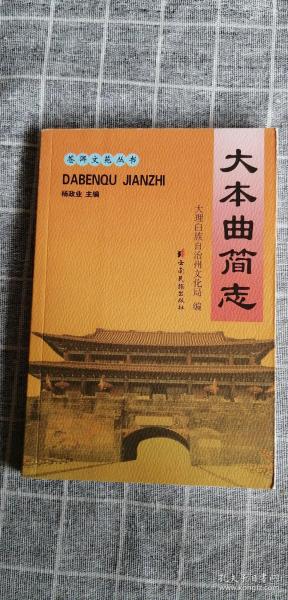 苍洱文苑丛书
DABENQU JIANZHI
杨政业 主编
大本曲简志
大理白族自治州文化局 编
云南民族出版社